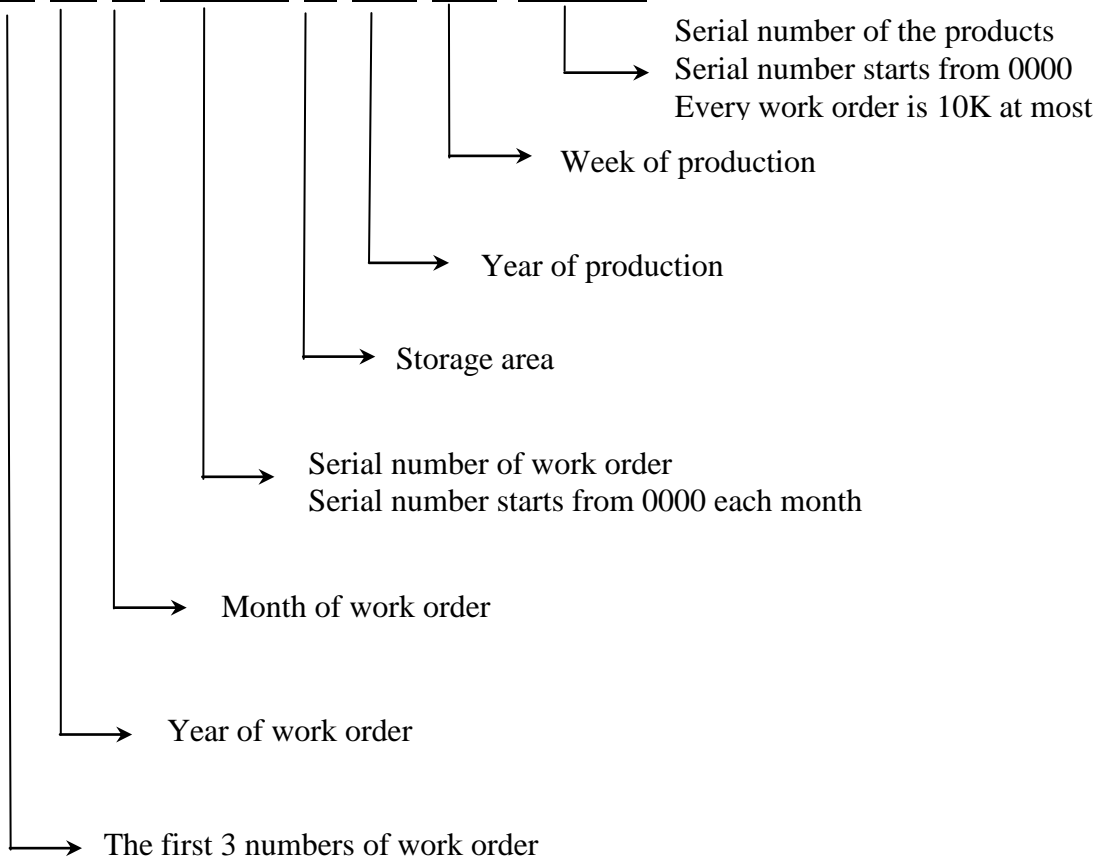 Serial number of the products
Serial number starts from 0000
Every work order is 10K at most
Week of production
Year of production
Storage area
Serial number of work order
Serial number starts from 0000 each month
Month of work order
Year of work order
The first 3 numbers of work order